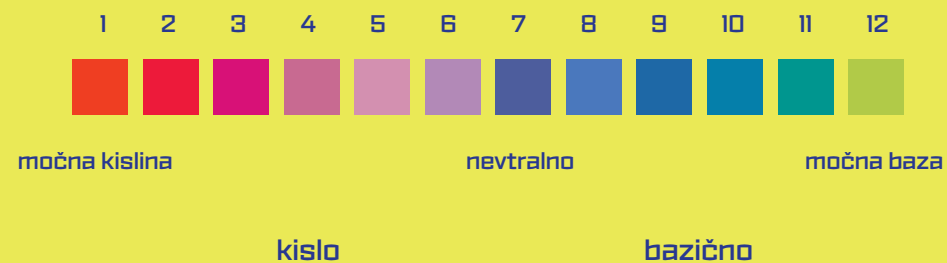 1 2 3 4 5 6 7 8 9 10 11 12
močna kislina nevtralno močna baza
kislo bazično